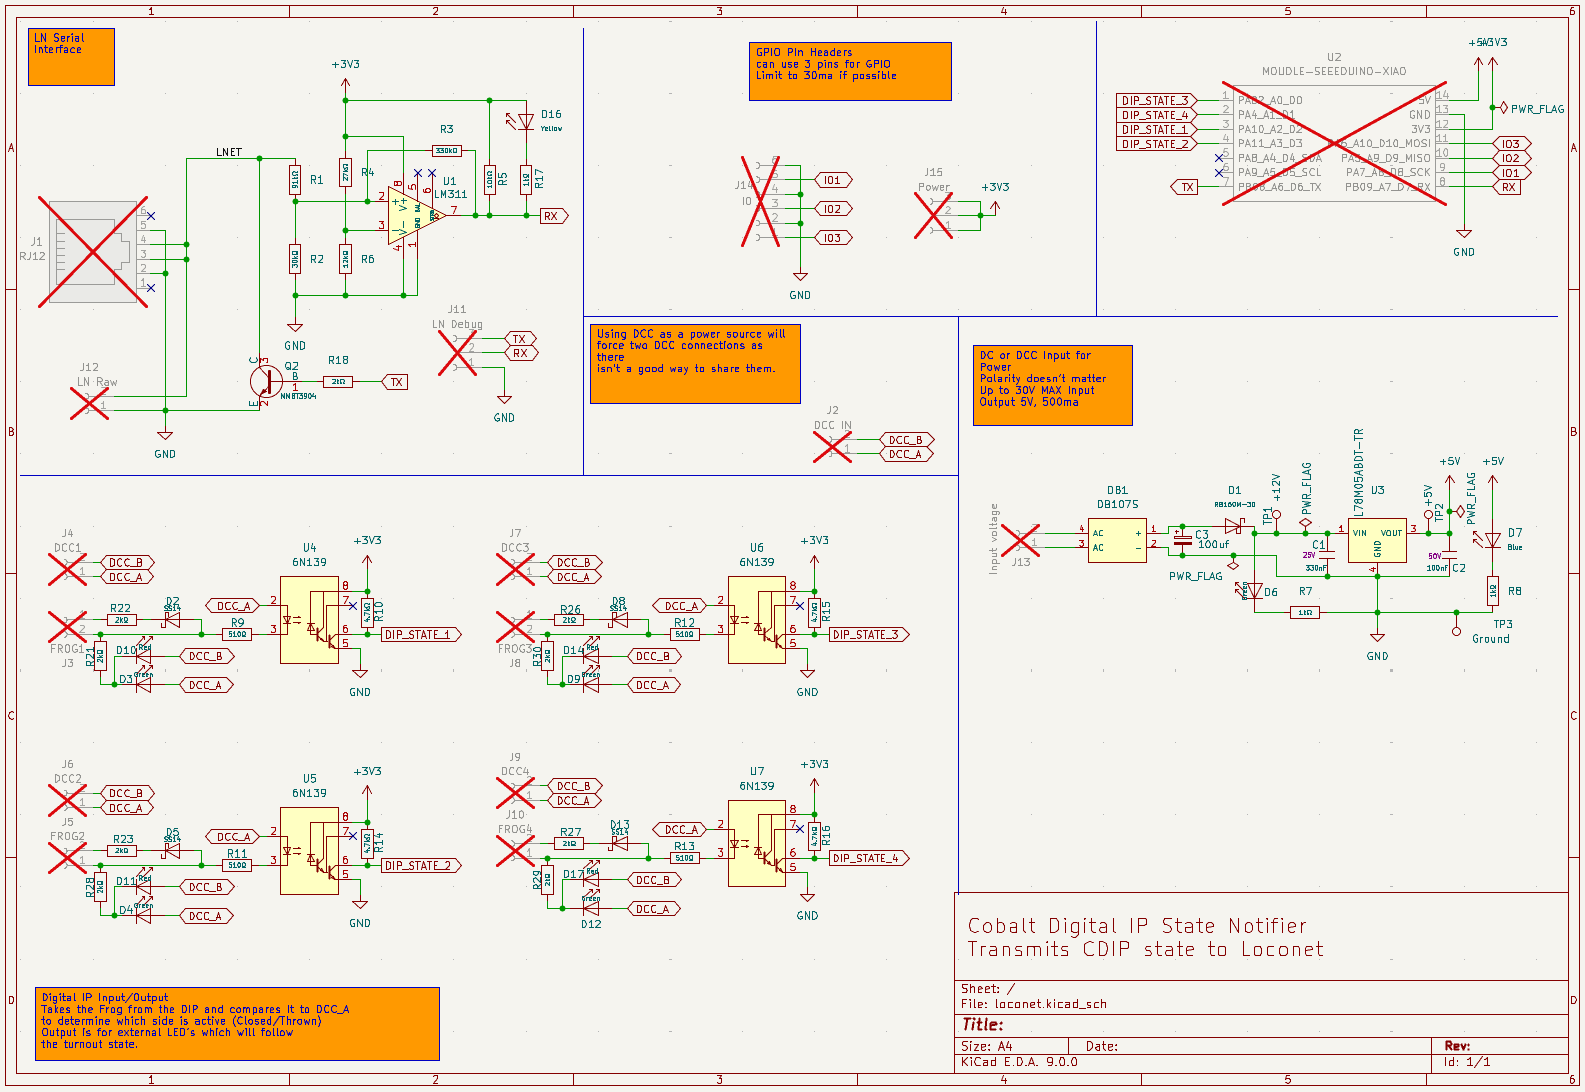 1 2 3 4 5 6
A
B
C
D
LN Serial
Interface
+3V3
LNET
91kΩ
R1
27kΩ
R4
R3
330kΩ
U1
LM311
10kΩ
R5
1kΩ
R17
D16
Yellow
RX
30kΩ
R2
12kΩ
R6
GND
J1
RJ12
6
5
4
3
2
1
J12
LN Raw
GND
Q2
NNBT3904
R18
2kΩ
TX
J11
LN Debug
TX
RX
GND
GPIO Pin Headers
can use 3 pins for GPIO
Limit to 30ma if possible
J14
IO
IO1
IO2
IO3
GND
J15
Power
+3V3
U2
MOUDLE-SEEEDUINO-XIAO
DIP_STATE_3
DIP_STATE_4
DIP_STATE_1
DIP_STATE_2
TX
PA02_A0_D0
PA4_A1_D1
PA10_A2_D2
PA11_A3_D3
PA8_A4_D4_SDA
PA9_A5_D5_SCL
PB08_A6_D6_TX
5V
GND
3V3
PA6_A10_D10_MOSI
PA5_A9_D9_MISO
PA7_A8_D8_SCK
PB09_A7_D7_RX
+5V
+3V3
PWR_FLAG
IO3
IO2
IO1
RX
GND
Using DCC as a power source will
force two DCC connections as
there
isn't a good way to share them.
J2
DCC IN
DCC_B
DCC_A
DC or DCC Input for
Power
Polarity doesn't matter
Up to 30V MAX Input
Output 5V, 500ma
Input voltage
J13
DB1
DB107S
AC
AC
+
-
C3
100uf
PWR_FLAG
D1
RB160M-30
TP1
+12V
PWR_FLAG
D6
Green
25V
C1
330nF
L78M05ABDT-TR
U3
VIN
VOUT
GND
R7
1kΩ
+5V
TP2
+5V
PWR_FLAG
50V
100nF
C2
+5V
D7
Blue
1kΩ
R8
TP3
Ground
GND
J4
DCC1
DCC_B
DCC_A
FROG1
J3
R22
2kΩ
D2
SS14
R21
2kΩ
D10
Red
D3
Green
DCC_B
DCC_A
DCC_A
R9
510Ω
U4
6N139
+3V3
4.7kΩ
R10
DIP_STATE_1
GND
J7
DCC3
DCC_B
DCC_A
FROG3
J8
R26
2kΩ
D8
SS14
R30
2kΩ
D14
Red
D9
Green
DCC_B
DCC_A
DCC_A
R12
510Ω
U6
6N139
+3V3
4.7kΩ
R15
DIP_STATE_3
GND
J6
DCC2
DCC_B
DCC_A
J5
FROG2
R23
2kΩ
D5
SS14
R28
2kΩ
D11
Red
D4
Green
DCC_B
DCC_A
DCC_A
R11
510Ω
U5
6N139
+3V3
4.7kΩ
R14
DIP_STATE_2
GND
J9
DCC4
DCC_B
DCC_A
J10
FROG4
R27
2kΩ
D13
SS14
R29
2kΩ
D17
Red
Green
D12
DCC_B
DCC_A
DCC_A
R13
510Ω
U7
6N139
+3V3
4.7kΩ
R16
DIP_STATE_4
GND
Digital IP Input/Output
Takes the Frog from the DIP and compares it to DCC_A
to determine which side is active (Closed/Thrown)
Output is for external LED's which will follow
the turnout state.
Cobalt Digital IP State Notifier
Transmits CDIP state to Loconet
Sheet: /
File: loconet.kicad_sch
Title:
Size: A4
Date:
Rev:
KiCad E.D.A. 9.0.0
Id: 1/1
1 2 3 4 5 6